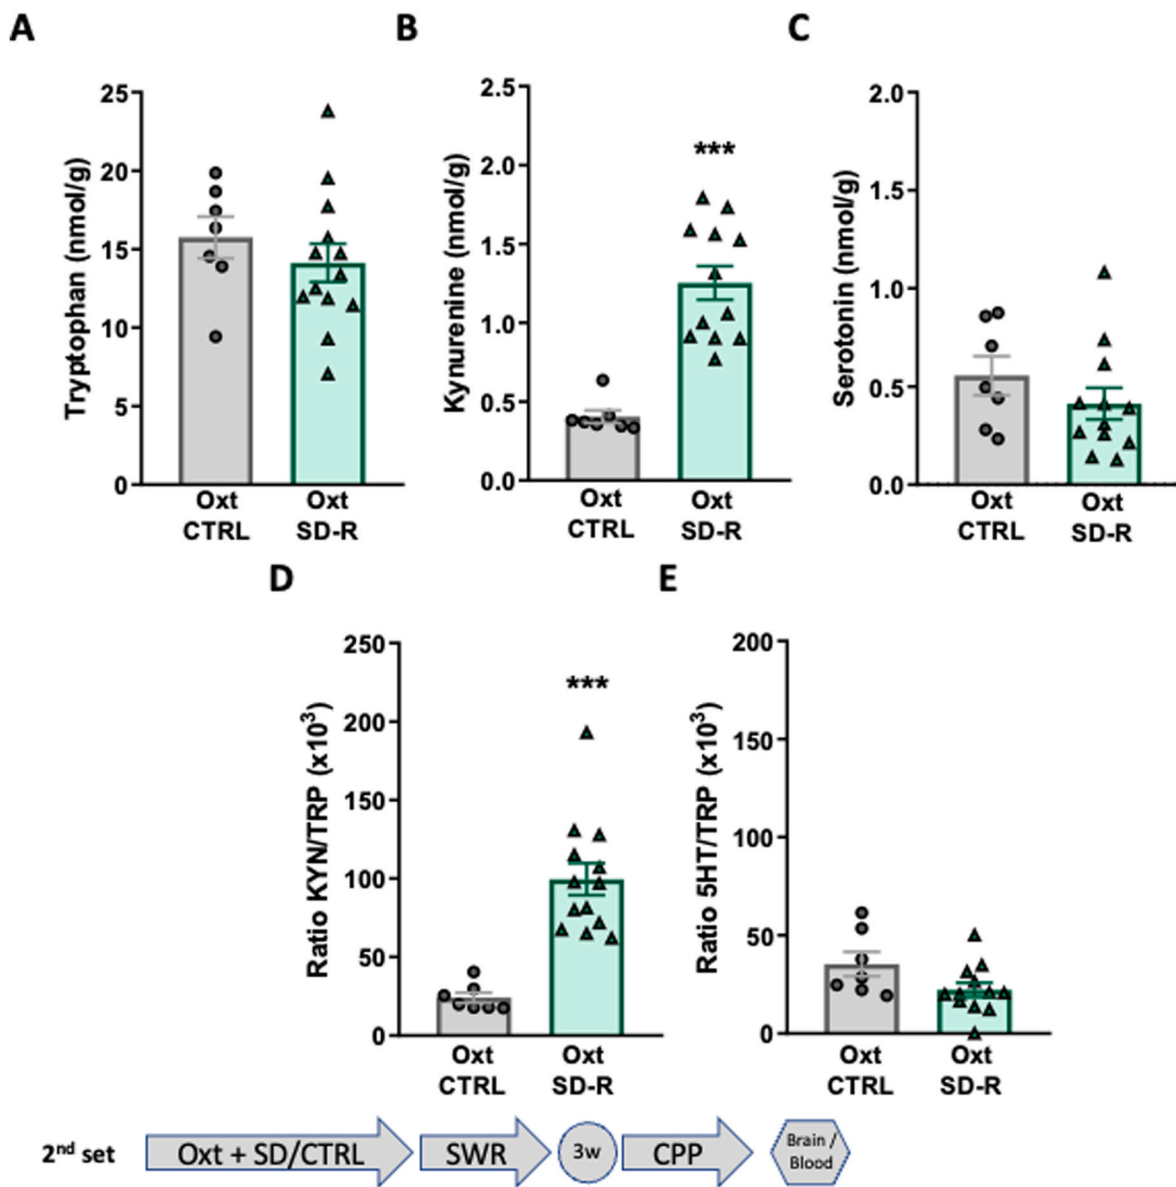 A
B
C
Tryptophan (nmol/g)
25
20
15
10
5
0
Oxt
CTRL
Oxt
SD-R
Kynurenine (nmol/g)
2.5
2.0
1.5
1.0
0.5
0.0
***
Oxt
CTRL
Oxt
SD-R
Serotonin (nmol/g)
2.0
1.5
1.0
0.5
0.0
Oxt
CTRL
Oxt
SD-R
D
E
Ratio KYN/TRP (x10³)
250
200
150
100
50
0
***
Oxt
CTRL
Oxt
SD-R
Ratio 5HT/TRP (x10³)
200
150
100
50
0
Oxt
CTRL
Oxt
SD-R
2nd set
Oxt + SD/CTRL
SWR
3w
CPP
Brain /
Blood